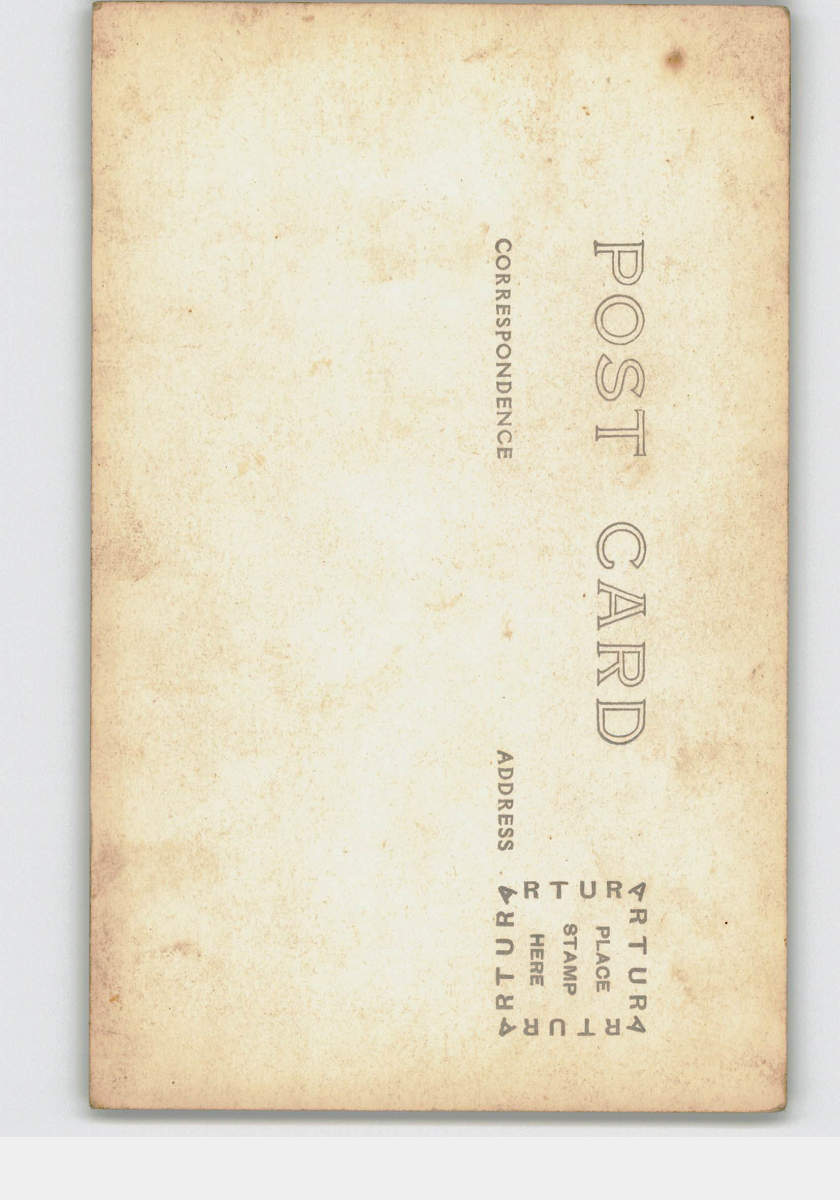 POST CARD
CORRESPONDENCE
ADDRESS
ARTURA
PLACE
STAMP
HERE
ARTURA
ARTURA
ARTURA